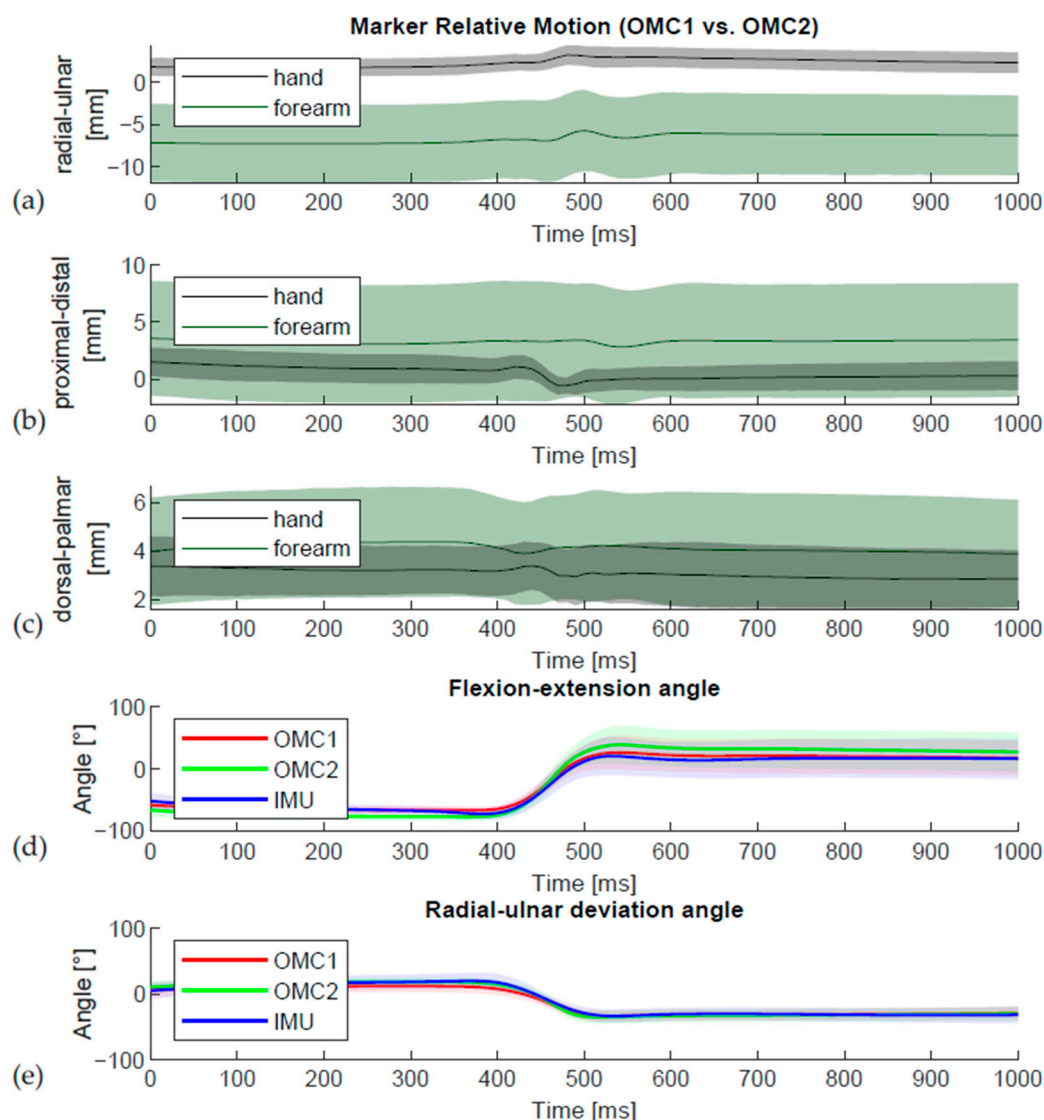 Marker Relative Motion (OMC1 vs. OMC2)
(a)
radial-ulnar
[mm]
0
−5
−10
hand
forearm
0 100 200 300 400 500 600 700 800 900 1000
Time [ms]
(b)
proximal-distal
[mm]
10
5
0
hand
forearm
0 100 200 300 400 500 600 700 800 900 1000
Time [ms]
(c)
dorsal-palmar
[mm]
6
4
2
hand
forearm
0 100 200 300 400 500 600 700 800 900 1000
Time [ms]
Flexion-extension angle
(d)
Angle [°]
100
0
−100
OMC1
OMC2
IMU
0 100 200 300 400 500 600 700 800 900 1000
Time [ms]
Radial-ulnar deviation angle
(e)
Angle [°]
100
0
−100
OMC1
OMC2
IMU
0 100 200 300 400 500 600 700 800 900 1000
Time [ms]